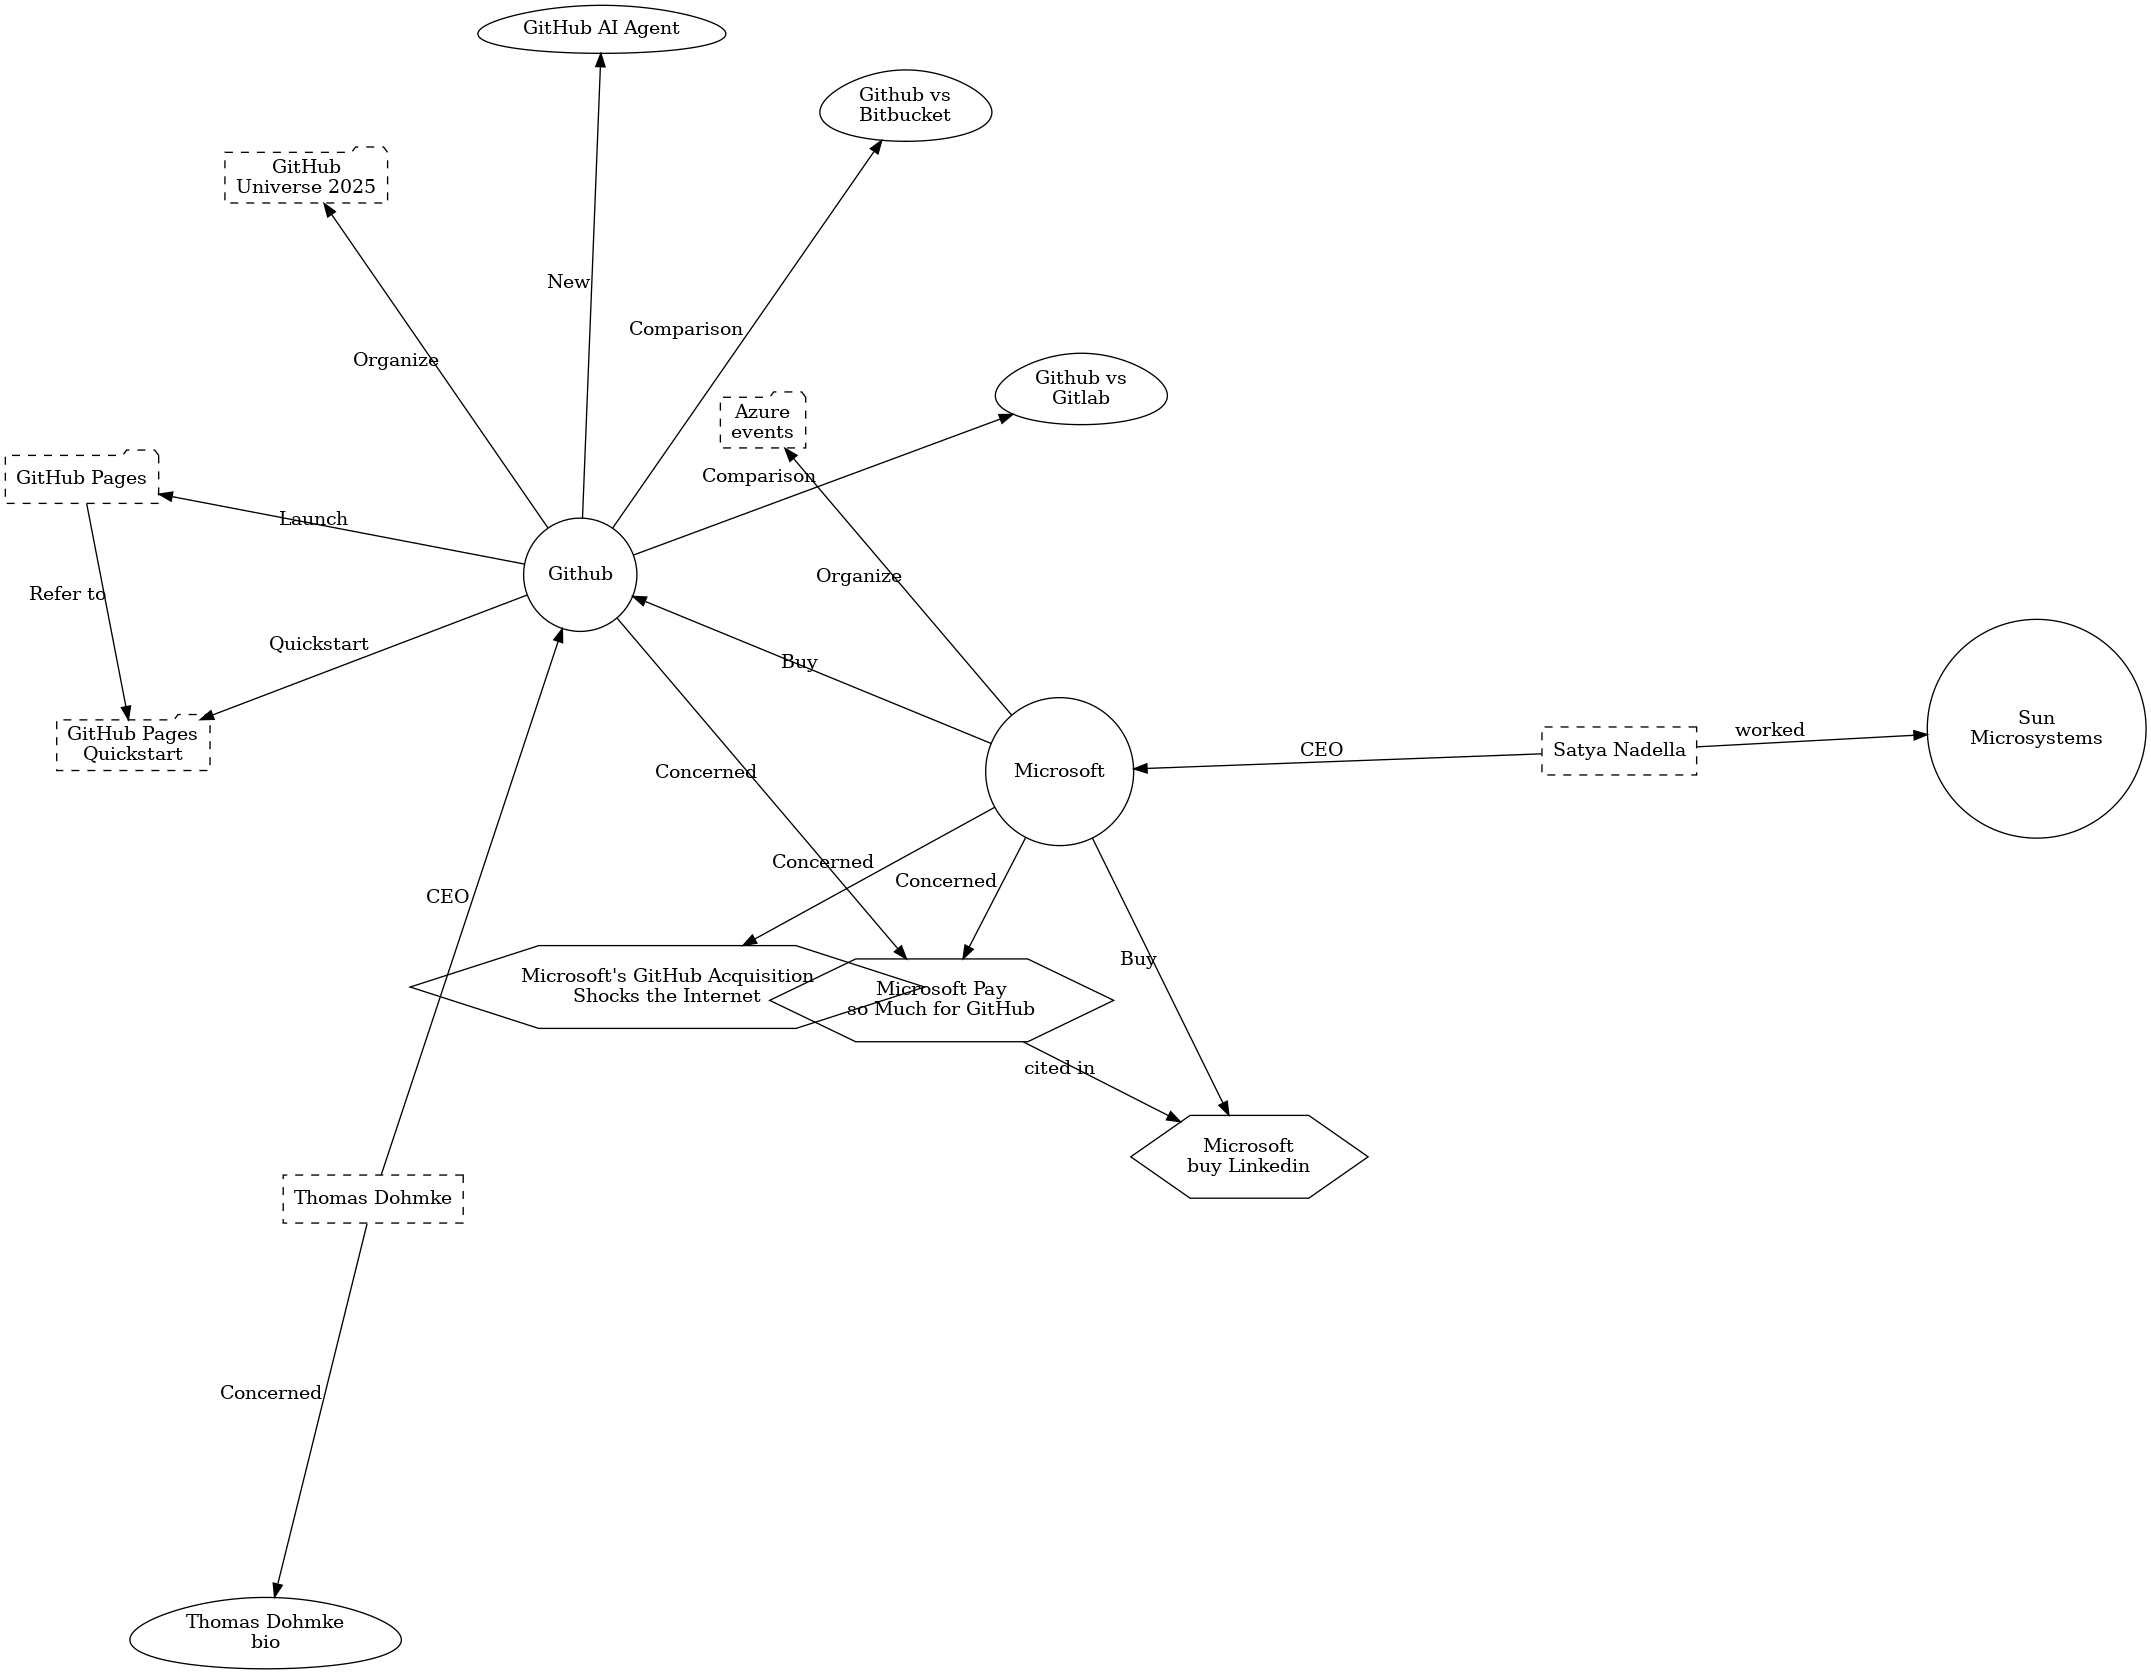 GitHub AI Agent
Github vs
Bitbucket
GitHub
Universe 2025
New
Comparison
Organize
Github vs
Gitlab
Azure
events
GitHub Pages
Comparison
Launch
Github
Organize
Refer to
Quickstart
Buy
Sun
Microsystems
GitHub Pages
Quickstart
worked
CEO
Satya Nadella
Concerned
Microsoft
Concerned
Concerned
CEO
Buy
Microsoft's GitHub Acquisition
Shocks the Internet
Microsoft Pay
so Much for GitHub
cited in
Microsoft
buy Linkedin
Thomas Dohmke
Concerned
Thomas Dohmke
bio